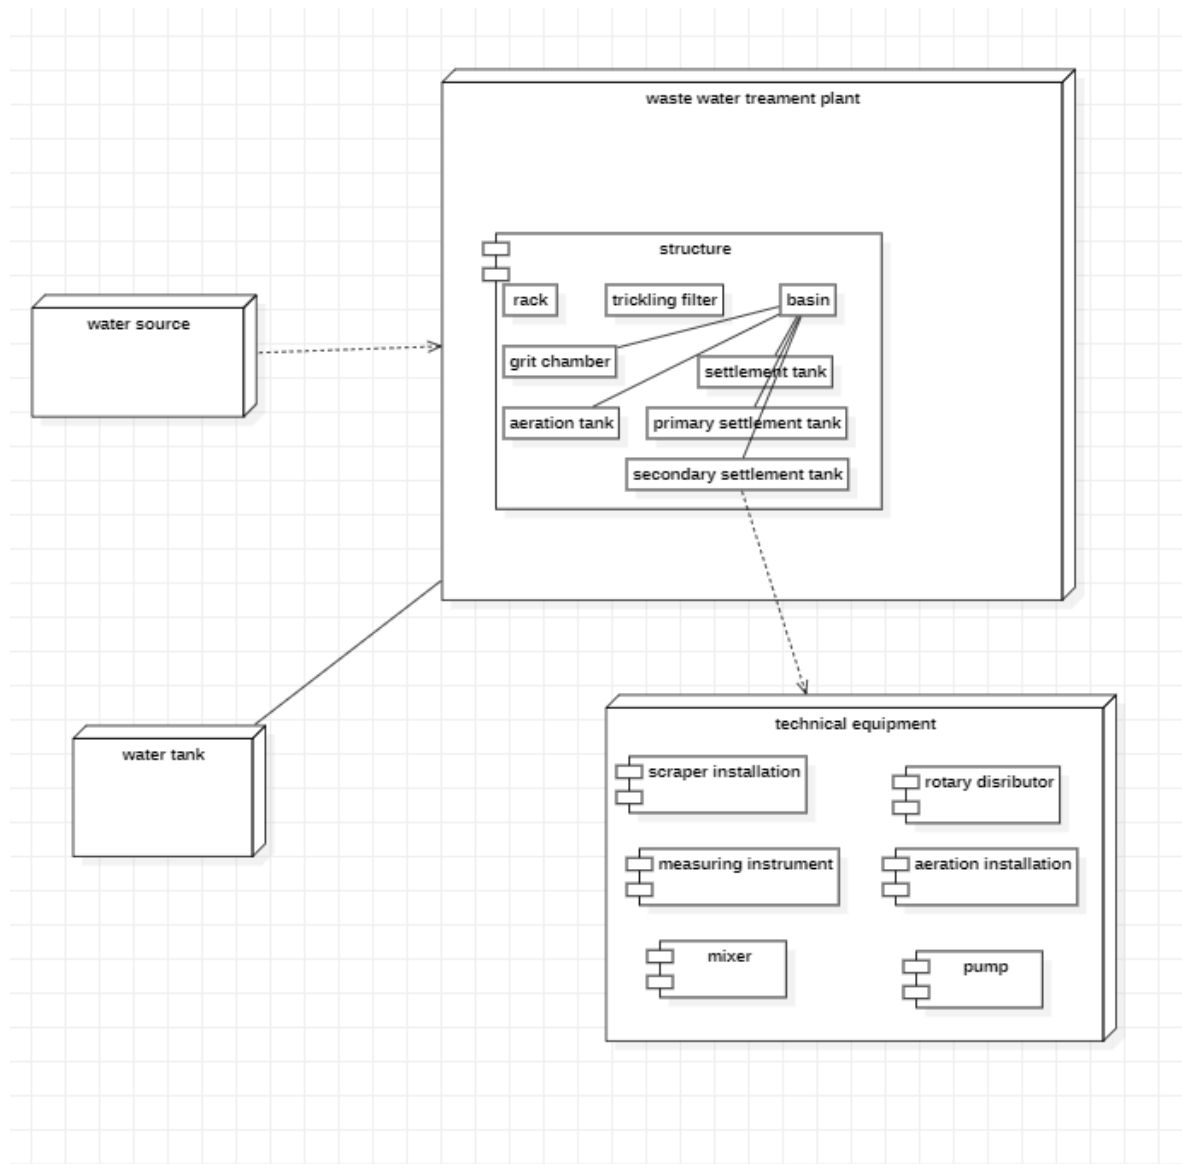 waste water treament plant
structure
rack
trickling filter
basin
water source
grit chamber
settlement tank
aeration tank
primary settlement tank
secondary settlement tank
technical equipment
water tank
scraper installation
rotary disributor
measuring instrument
aeration installation
mixer
pump